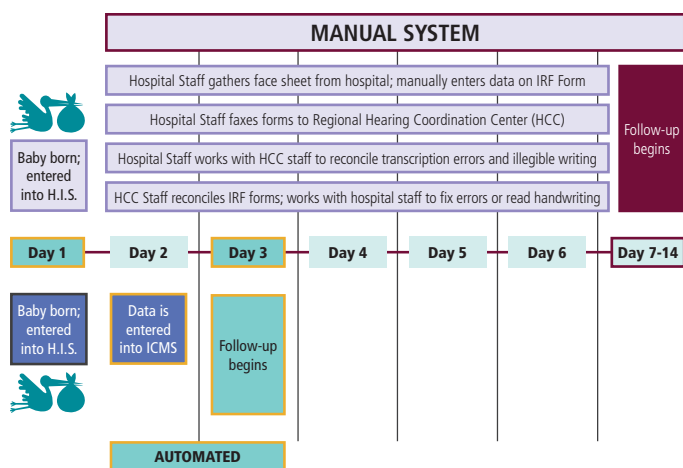 MANUAL SYSTEM
Hospital Staff gathers face sheet from hospital; manually enters data on IRF Form
Hospital Staff faxes forms to Regional Hearing Coordination Center (HCC)
Hospital Staff works with HCC staff to reconcile transcription errors and illegible writing
HCC Staff reconciles IRF forms; works with hospital staff to fix errors or read handwriting
Baby born;
entered
into H.I.S.
Follow-up
begins
Day 1
Day 2
Day 3
Day 4
Day 5
Day 6
Day 7-14
Baby born;
entered
into H.I.S.
Data is
entered
into ICMS
Follow-up
begins
AUTOMATED